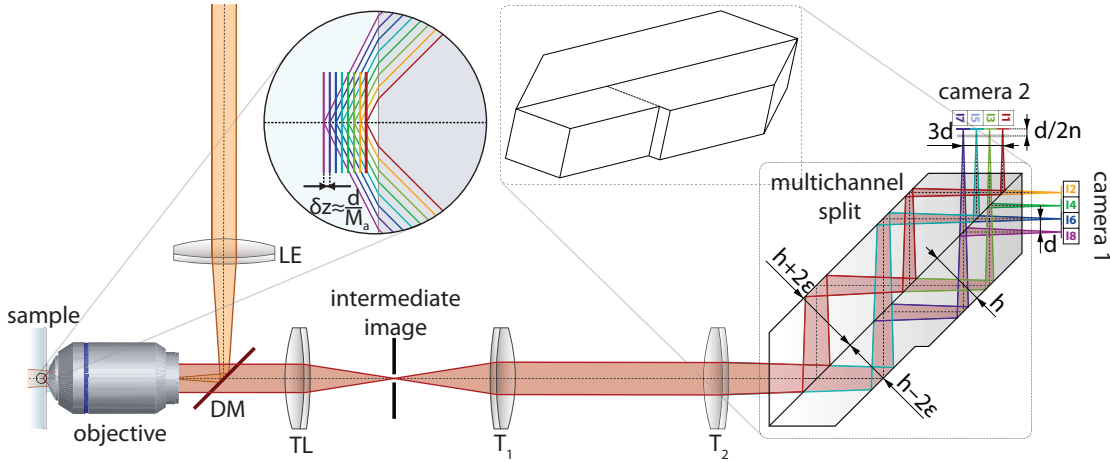 camera 2
I7 I5 I3 I1
3d
d/2n
multichannel
split
I2
I4
I6
I8
camera 1
d
δz≈d/Mₐ
LE
h+2ε
h
h-2ε
sample
intermediate
image
DM
objective
TL
T₁
T₂